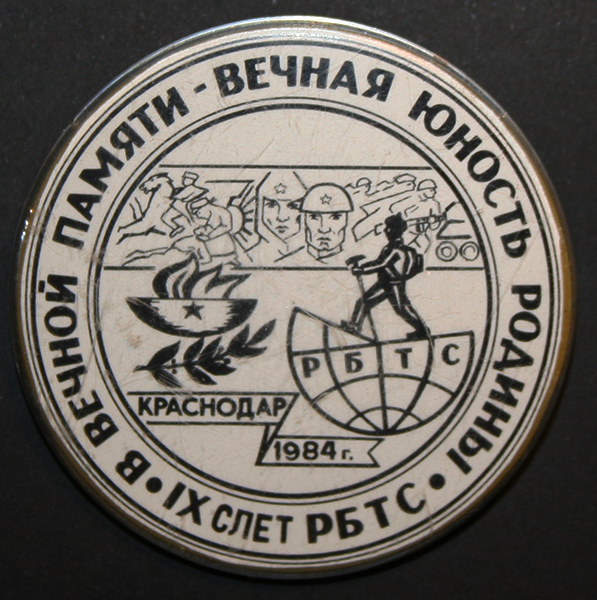 В ВЕЧНОЙ ПАМЯТИ - ВЕЧНАЯ ЮНОСТЬ РОДИНЫ
• IX СЛЕТ РБТС •
РБТС
КРАСНОДАР
1984 г.